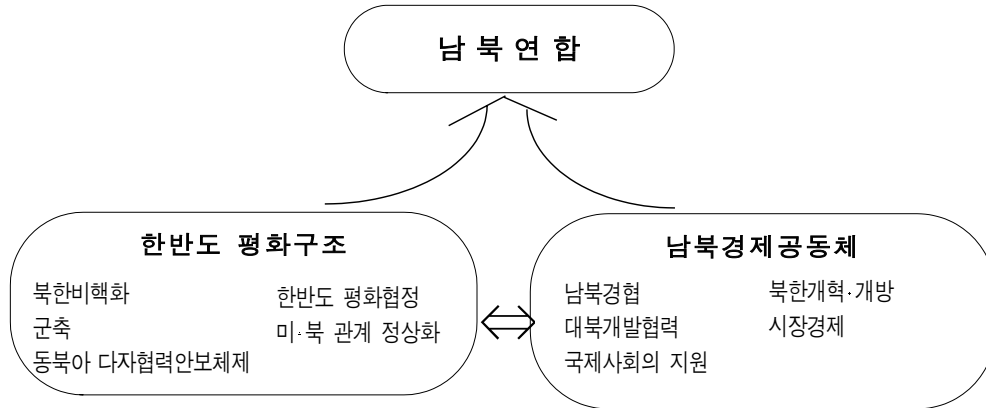 남 북 연 합
한반도 평화구조
북한비핵화
군축
동북아 다자협력안보체제
한반도 평화협정
미·북 관계 정상화
남북경제공동체
남북경협
대북개발협력
국제사회의 지원
북한개혁·개방
시장경제